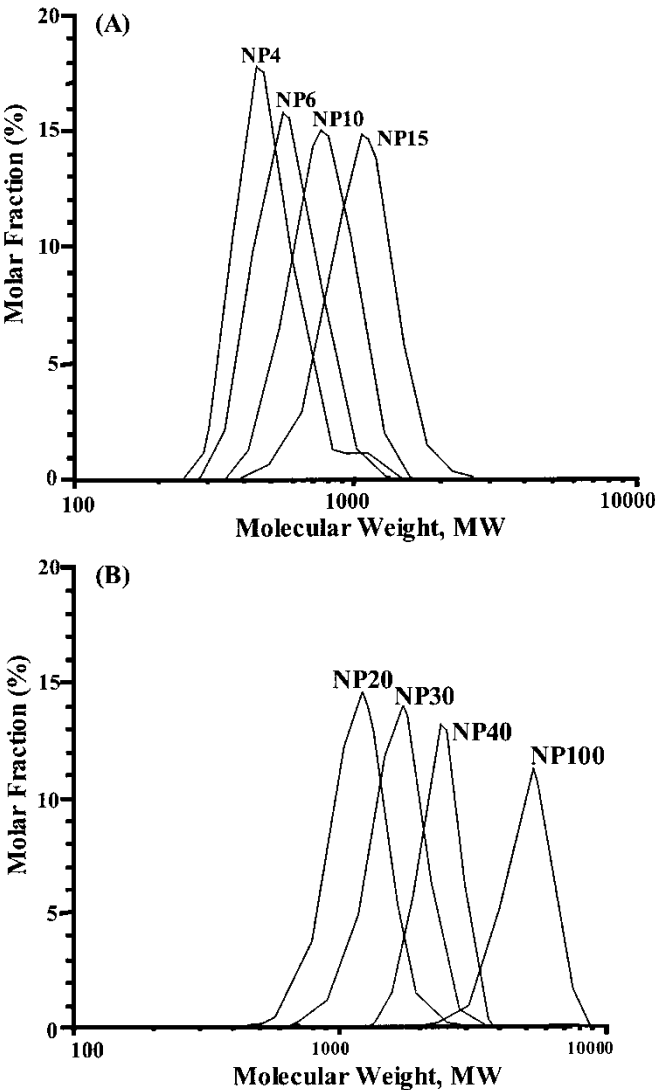 (A)
20
NP4
NP6
NP10
NP15
15
10
5
0
Molar Fraction (%)
100
1000
10000
Molecular Weight, MW
(B)
20
15
NP20
NP30
NP40
NP100
10
5
0
Molar Fraction (%)
100
1000
10000
Molecular Weight, MW